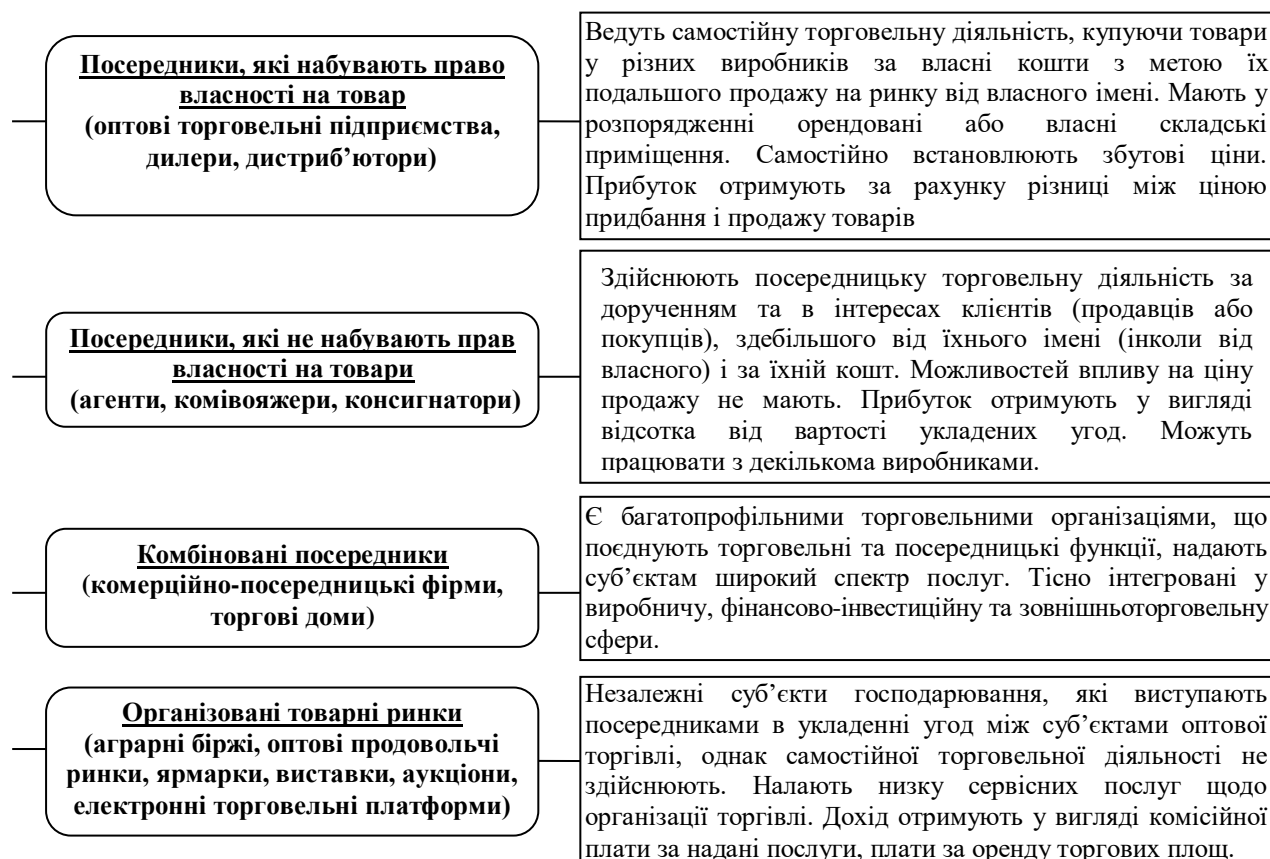 Посередники, які набувають право
власності на товар
(оптові торговельні підприємства,
дилери, дистриб’ютори)
Ведуть самостійну торговельну діяльність, купуючи товари
у різних виробників за власні кошти з метою їх
подальшого продажу на ринку від власного імені. Мають у
розпорядженні орендовані або власні складські
приміщення. Самостійно встановлюють збутові ціни.
Прибуток отримують за рахунку різниці між ціною
придбання і продажу товарів
Посередники, які не набувають прав
власності на товари
(агенти, комівояжери, консигнатори)
Здійснюють посередницьку торговельну діяльність за
дорученням та в інтересах клієнтів (продавців або
покупців), здебільшого від їхнього імені (інколи від
власного) і за їхній кошт. Можливостей впливу на ціну
продажу не мають. Прибуток отримують у вигляді
відсотка від вартості укладених угод. Можуть
працювати з декількома виробниками.
Комбіновані посередники
(комерційно-посередницькі фірми,
торгові доми)
Є багатопрофільними торговельними організаціями, що
поєднують торговельні та посередницькі функції, надають
суб’єктам широкий спектр послуг. Тісно інтегровані у
виробничу, фінансово-інвестиційну та зовнішньоторговельну
сфери.
Організовані товарні ринки
(аграрні біржі, оптові продовольчі
ринки, ярмарки, виставки, аукціони,
електронні торговельні платформи)
Незалежні суб’єкти господарювання, які виступають
посередниками в укладенні угод між суб’єктами оптової
торгівлі, однак самостійної торговельної діяльності не
здійснюють. Налають низку сервісних послуг щодо
організації торгівлі. Дохід отримують у вигляді комісійної
плати за надані послуги, плати за оренду торгових площ.